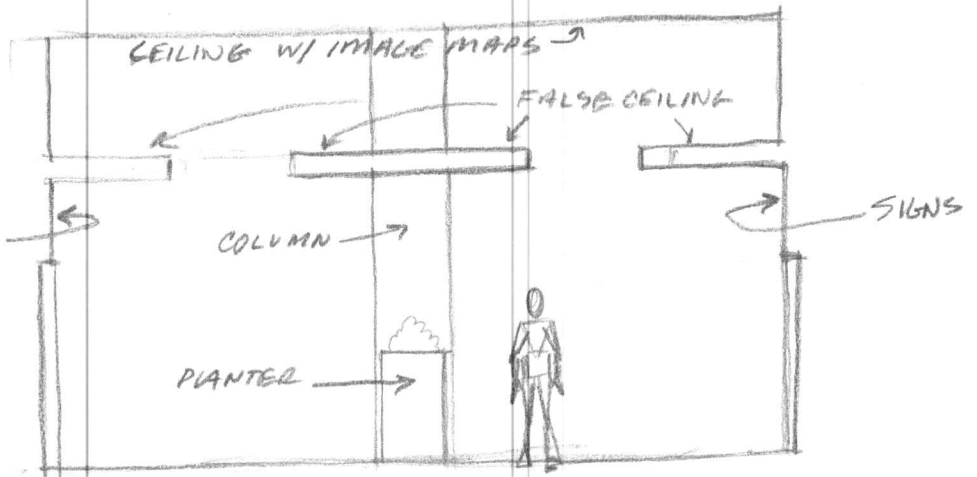 CEILING W/ IMAGE MAPS
FALSE CEILING
SIGNS
COLUMN
PLANTER